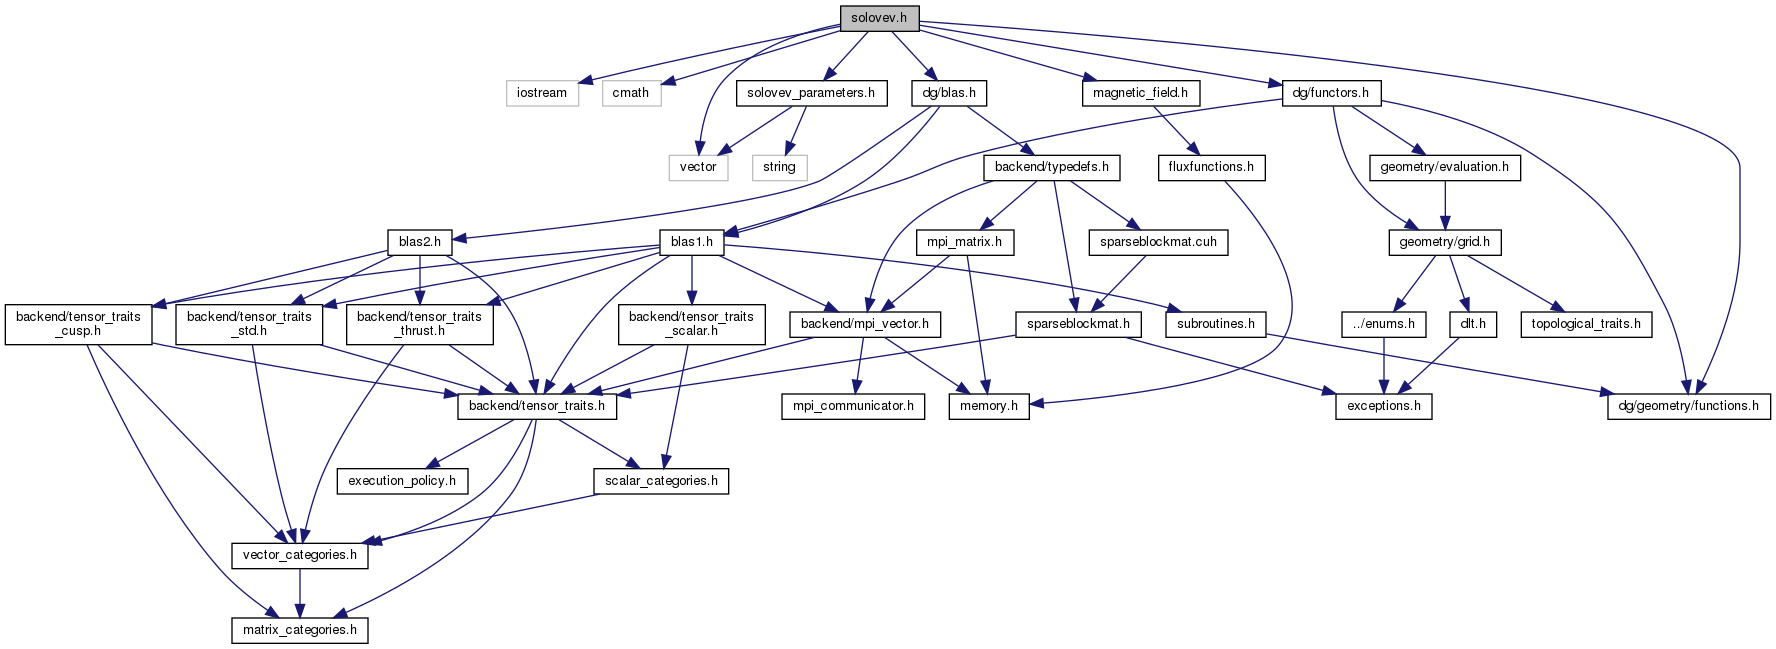 solovev.h
iostream
cmath
solovev_parameters.h
dg/blas.h
magnetic_field.h
dg/functors.h
vector
string
backend/typedefs.h
fluxfunctions.h
geometry/evaluation.h
blas2.h
blas1.h
mpi_matrix.h
sparseblockmat.cuh
geometry/grid.h
backend/tensor_traits
_cusp.h
backend/tensor_traits
_std.h
backend/tensor_traits
_thrust.h
backend/tensor_traits
_scalar.h
backend/mpi_vector.h
sparseblockmat.h
subroutines.h
../enums.h
dlt.h
topological_traits.h
backend/tensor_traits.h
mpi_communicator.h
memory.h
exceptions.h
dg/geometry/functions.h
execution_policy.h
scalar_categories.h
vector_categories.h
matrix_categories.h